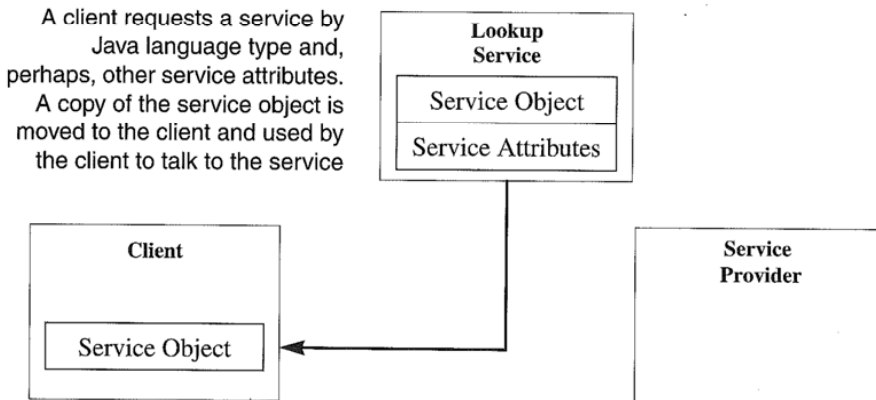 A client requests a service by
Java language type and,
perhaps, other service attributes.
A copy of the service object is
moved to the client and used by
the client to talk to the service
Lookup
Service
Service Object
Service Attributes
Client
Service Object
Service
Provider